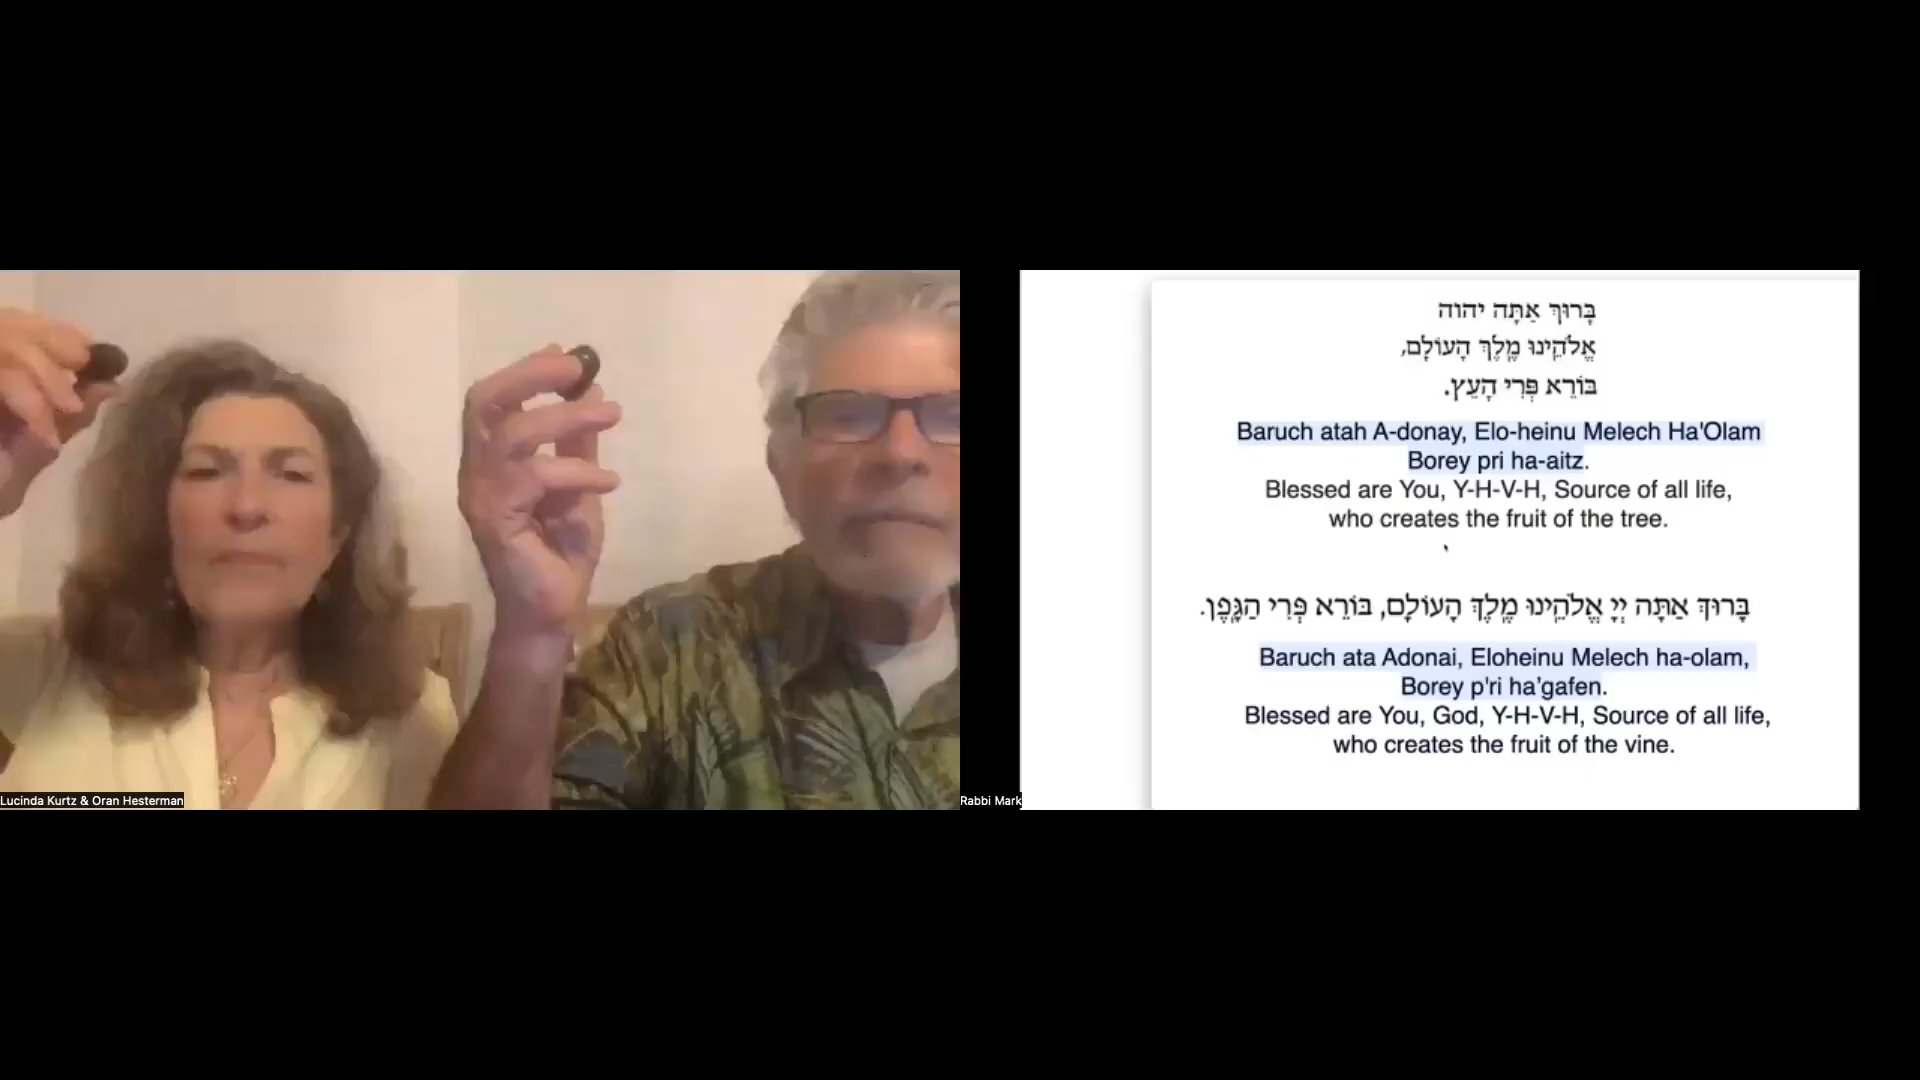 Lucinda Kurtz & Oran Hesterman
Rabbi Mark
בָּרוּךְ אַתָּה יהוה
אֱלֹהֵֽינוּ מֶֽלֶךְ הָעוֹלָם,
בּוֹרֵא פְּרִי הָעֵץ.
Baruch atah A-donay, Elo-heinu Melech Ha'Olam
Borey pri ha-aitz.
Blessed are You, Y-H-V-H, Source of all life,
who creates the fruit of the tree.
י
בָּרוּךְ אַתָּה יְיָ אֱלֹהֵֽינוּ מֶֽלֶךְ הָעוֹלָם, בּוֹרֵא פְּרִי הַגָּֽפֶן.
Baruch ata Adonai, Eloheinu Melech ha-olam,
Borey p'ri ha’gafen.
Blessed are You, God, Y-H-V-H, Source of all life,
who creates the fruit of the vine.